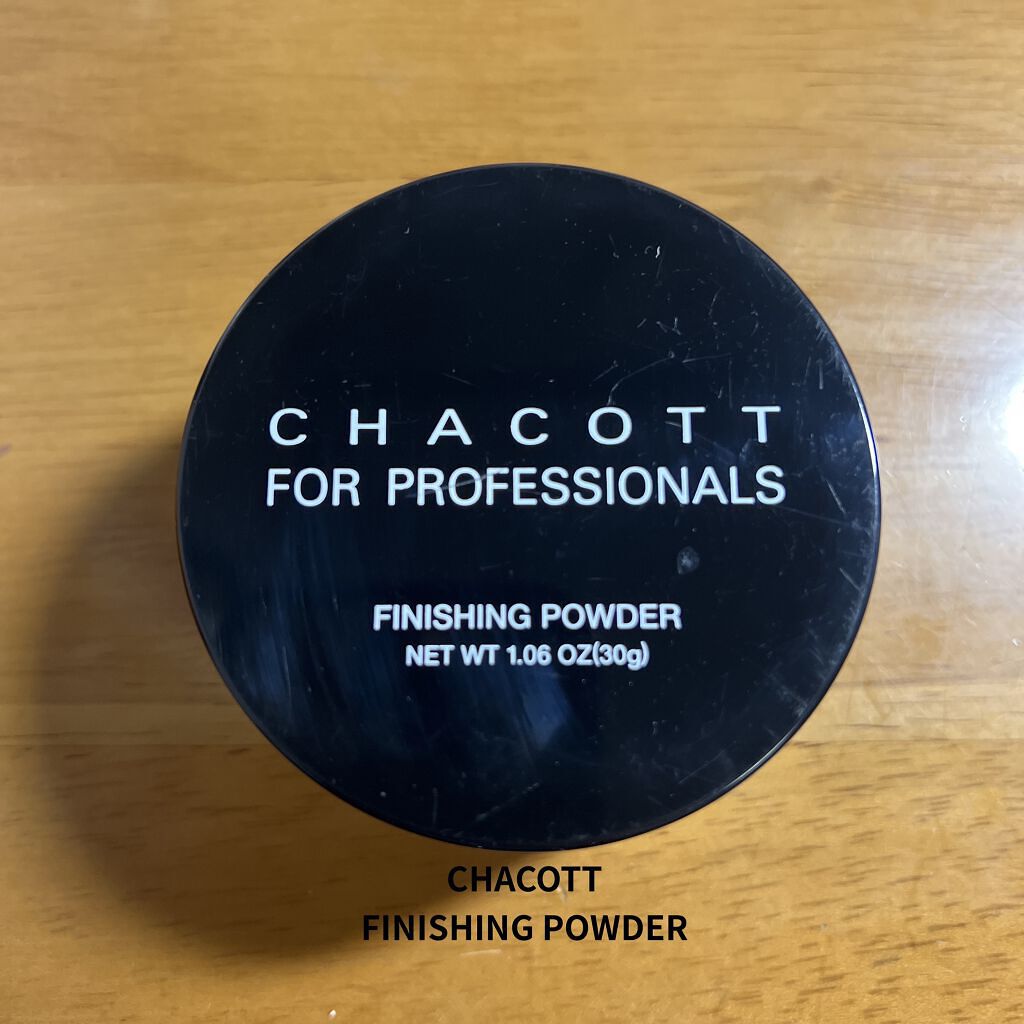 CHACOTT
FOR PROFESSIONALS
FINISHING POWDER
NET WT 1.06 OZ(30g)
CHACOTT
FINISHING POWDER